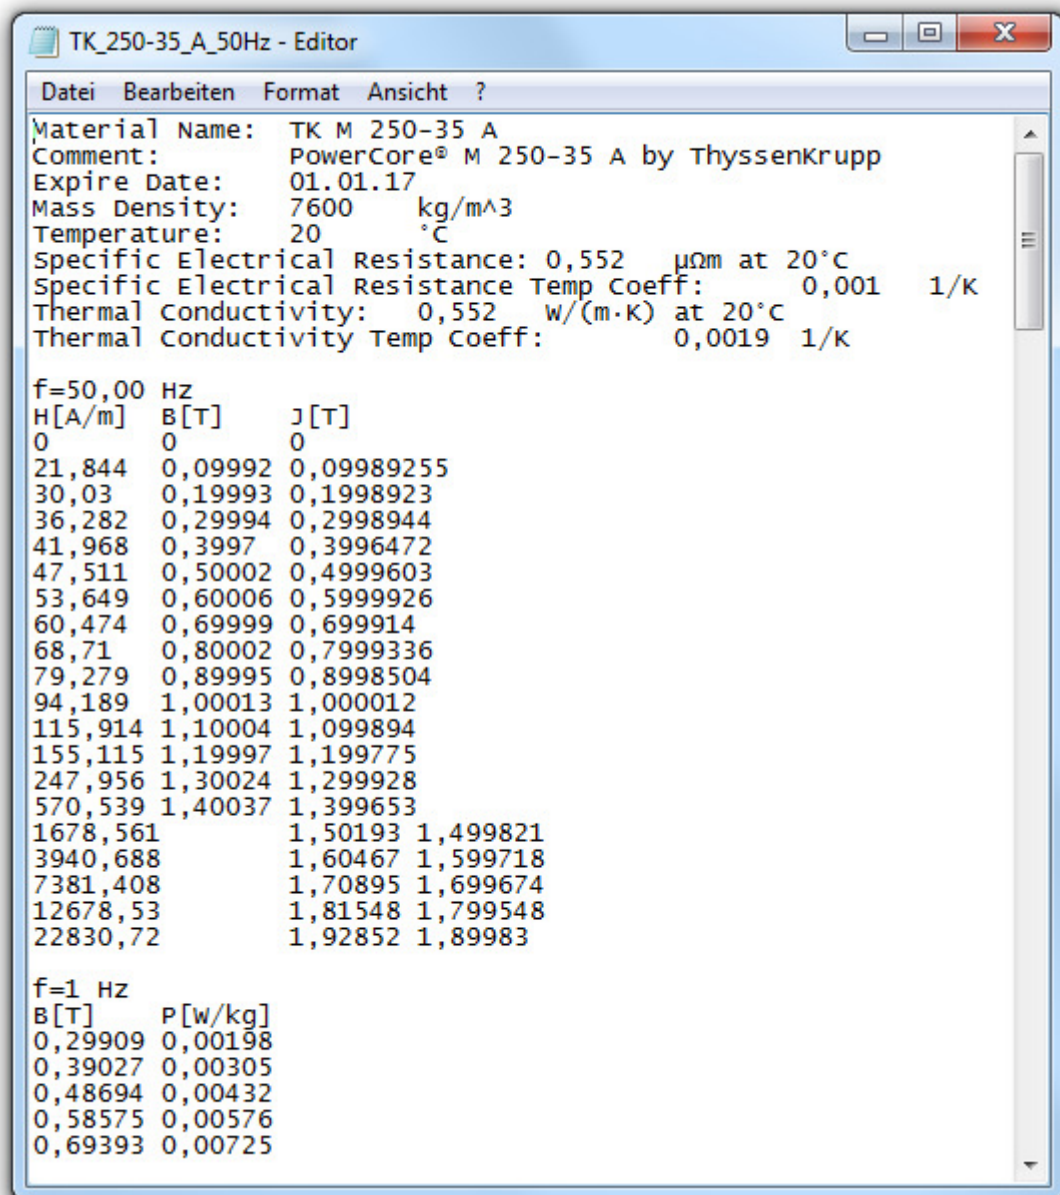 TK_250-35_A_50Hz - Editor
Datei Bearbeiten Format Ansicht ?
Material Name: TK M 250-35 A
Comment: PowerCore® M 250-35 A by ThyssenKrupp
Expire Date: 01.01.17
Mass Density: 7600 kg/m^3
Temperature: 20 °C
Specific Electrical Resistance: 0,552 µΩm at 20°C
Specific Electrical Resistance Temp Coeff: 0,001 1/K
Thermal Conductivity: 0,552 W/(m·K) at 20°C
Thermal Conductivity Temp Coeff: 0,0019 1/K
f=50,00 Hz
H[A/m] B[T] J[T]
0 0 0
21,844 0,09992 0,09989255
30,03 0,19993 0,1998923
36,282 0,29994 0,2998944
41,968 0,3997 0,3996472
47,511 0,50002 0,4999603
53,649 0,60006 0,5999926
60,474 0,69999 0,699914
68,71 0,80002 0,7999336
79,279 0,89995 0,8998504
94,189 1,00013 1,000012
115,914 1,10004 1,099894
155,115 1,19997 1,199775
247,956 1,30024 1,299928
570,539 1,40037 1,399653
1678,561 1,50193 1,499821
3940,688 1,60467 1,599718
7381,408 1,70895 1,699674
12678,53 1,81548 1,799548
22830,72 1,92852 1,89983
f=1 Hz
B[T] P[W/kg]
0,29909 0,00198
0,39027 0,00305
0,48694 0,00432
0,58575 0,00576
0,69393 0,00725